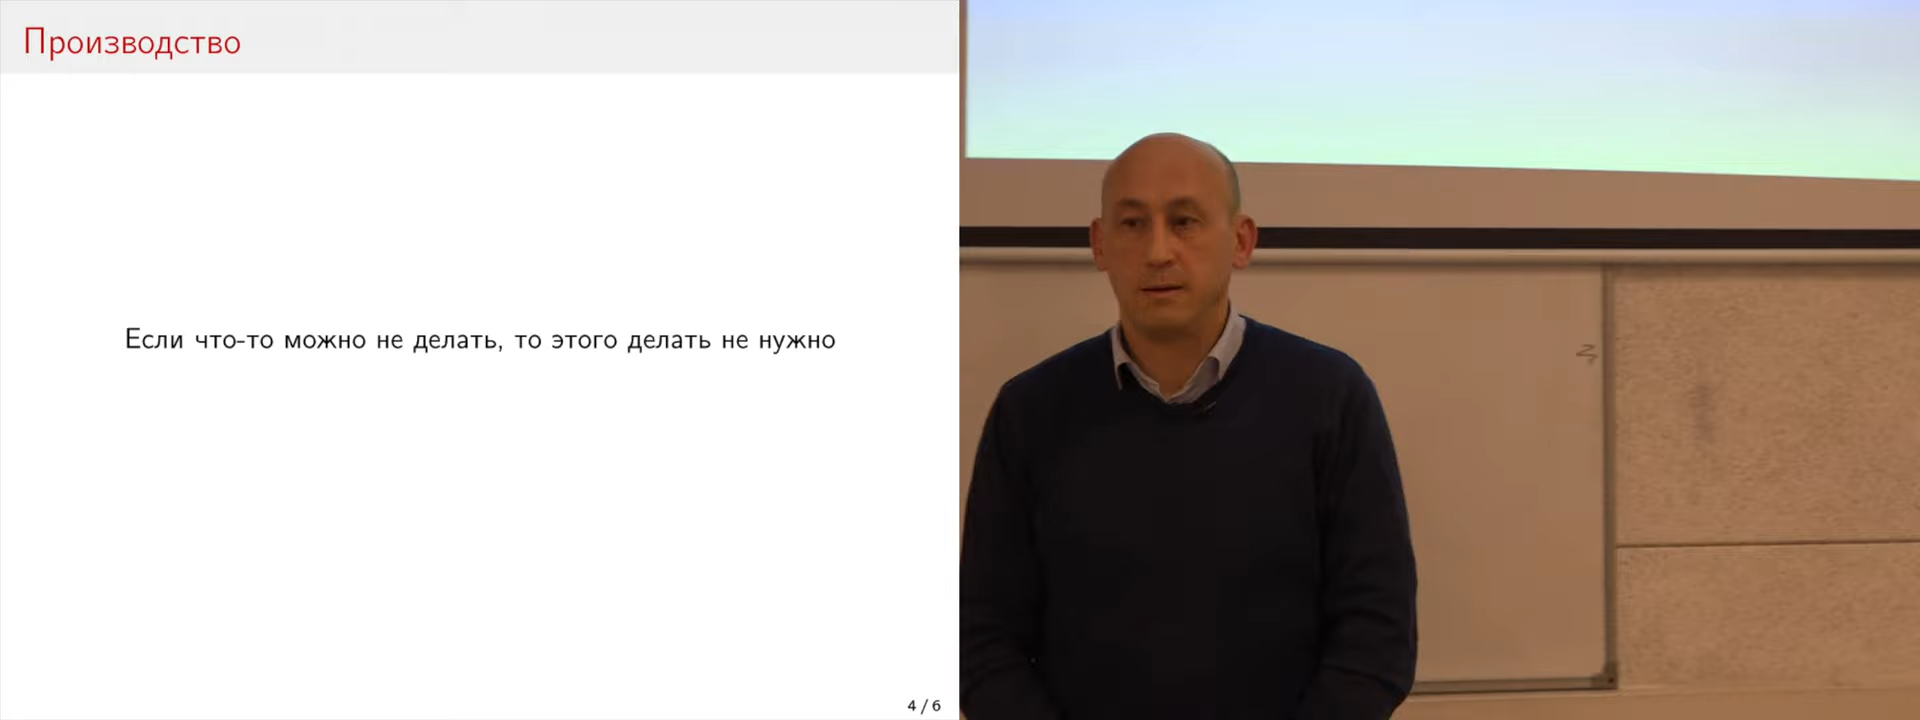 Производство
Если что-то можно не делать, то этого делать не нужно
4 / 6